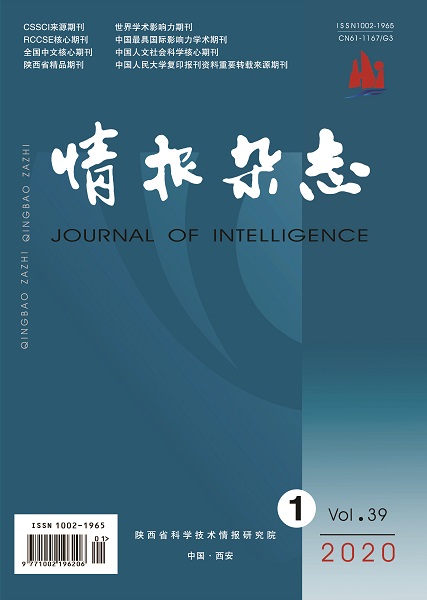 CSSCI来源期刊 世界学术影响力期刊
RCCSE核心期刊 中国最具国际影响力学术期刊
全国中文核心期刊 中国人文社会科学核心期刊
陕西省精品期刊 中国人民大学复印报刊资料重要转载来源期刊
ISSN1002-1965
CN61-1167/G3
QINGBAO ZAZHI QINGBAO ZAZHI
情报杂志
JOURNAL OF INTELLIGENCE
1 Vol.39
2020
陕西省科学技术情报研究院
中国·西安
ISSN 1002-1965
01>
9 771002 196206